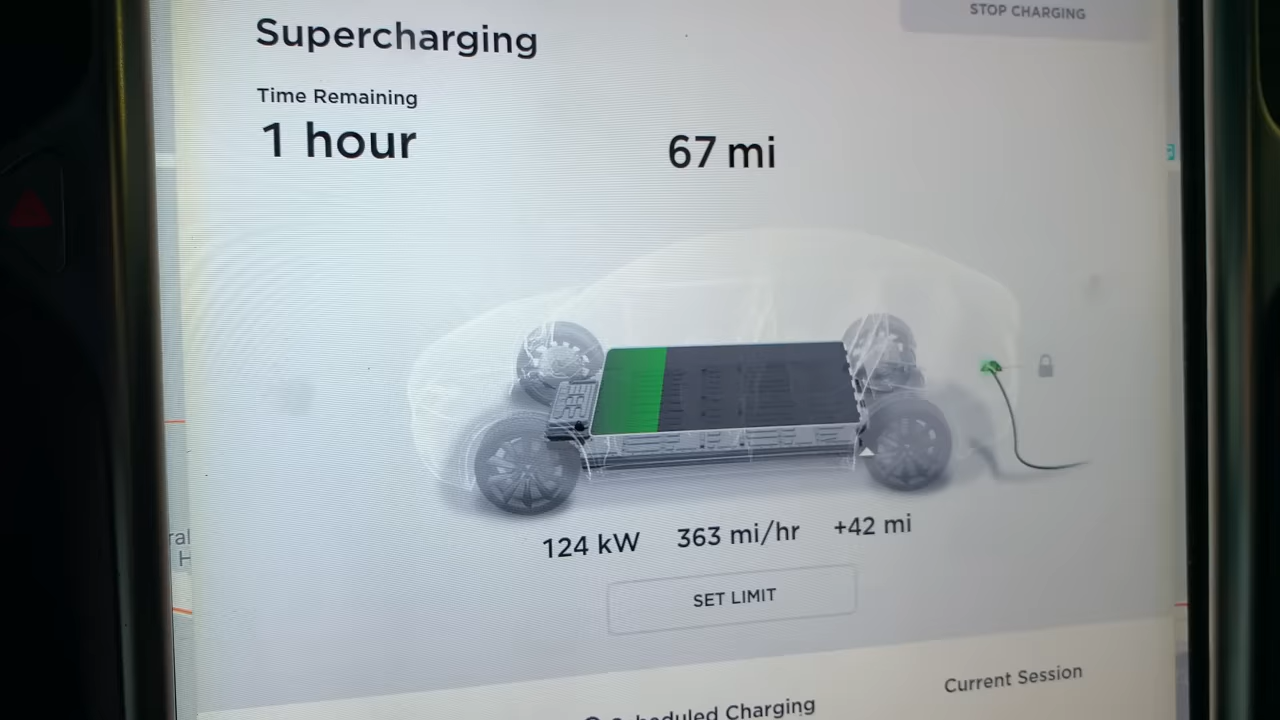 STOP CHARGING
Supercharging
Time Remaining
1 hour
67 mi
124 kW 363 mi/hr +42 mi
SET LIMIT
Current Session
Charging